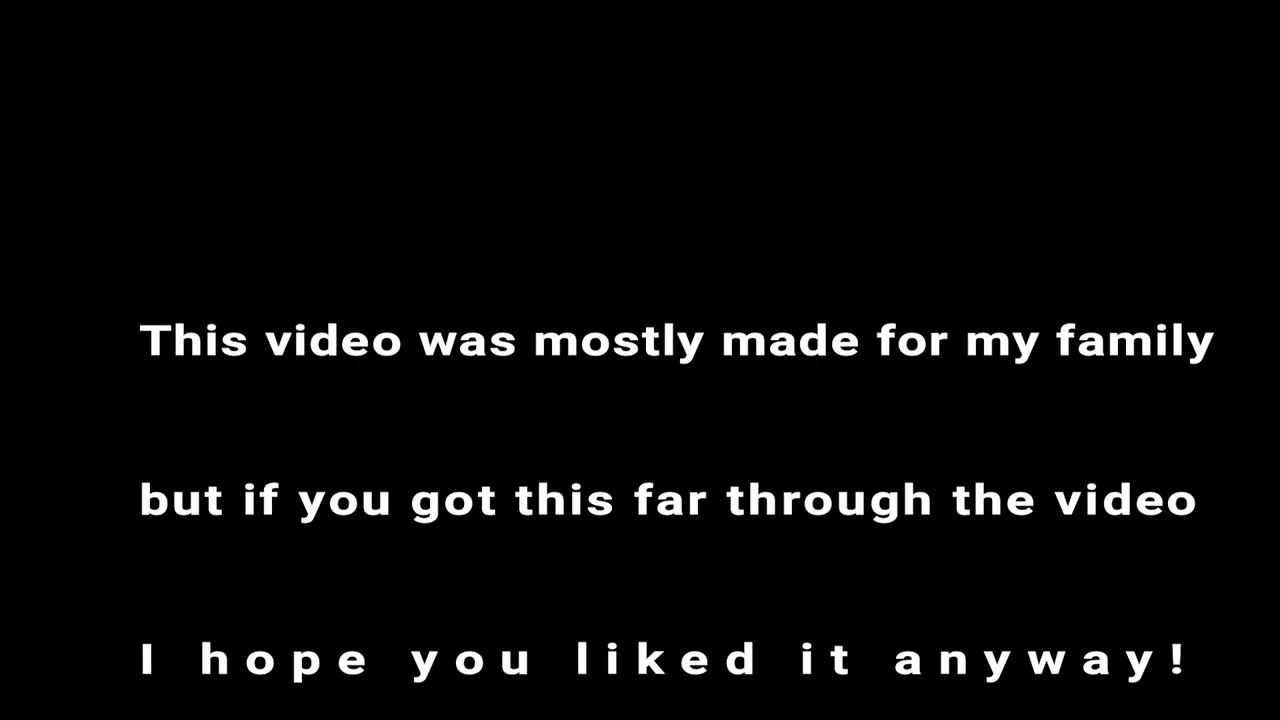 This video was mostly made for my family
but if you got this far through the video
I hope you liked it anyway!